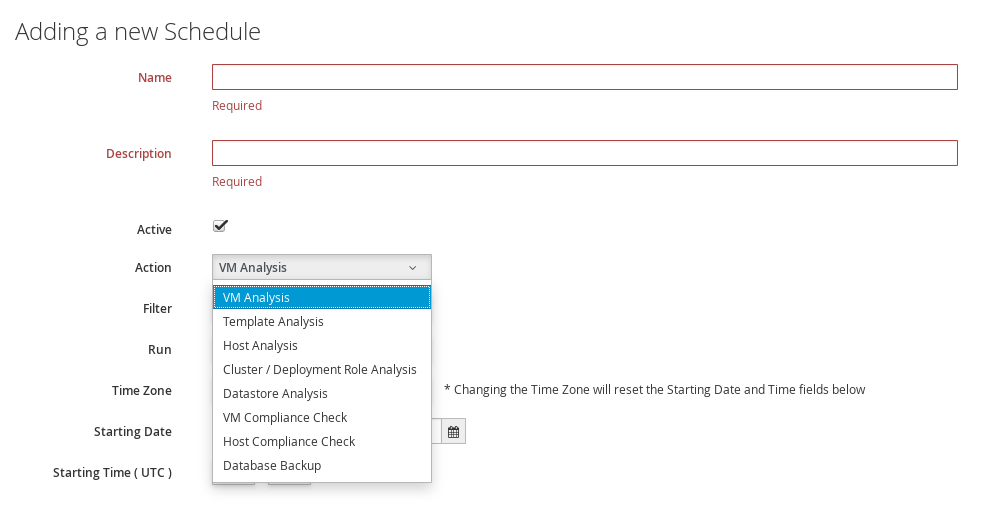 Adding a new Schedule
Name
Required
Description
Required
Active
Action VM Analysis
VM Analysis
Filter
Template Analysis
Host Analysis
Run
Cluster / Deployment Role Analysis
Time Zone * Changing the Time Zone will reset the Starting Date and Time fields below
Datastore Analysis
VM Compliance Check
Starting Date
Host Compliance Check
Database Backup
Starting Time ( UTC )